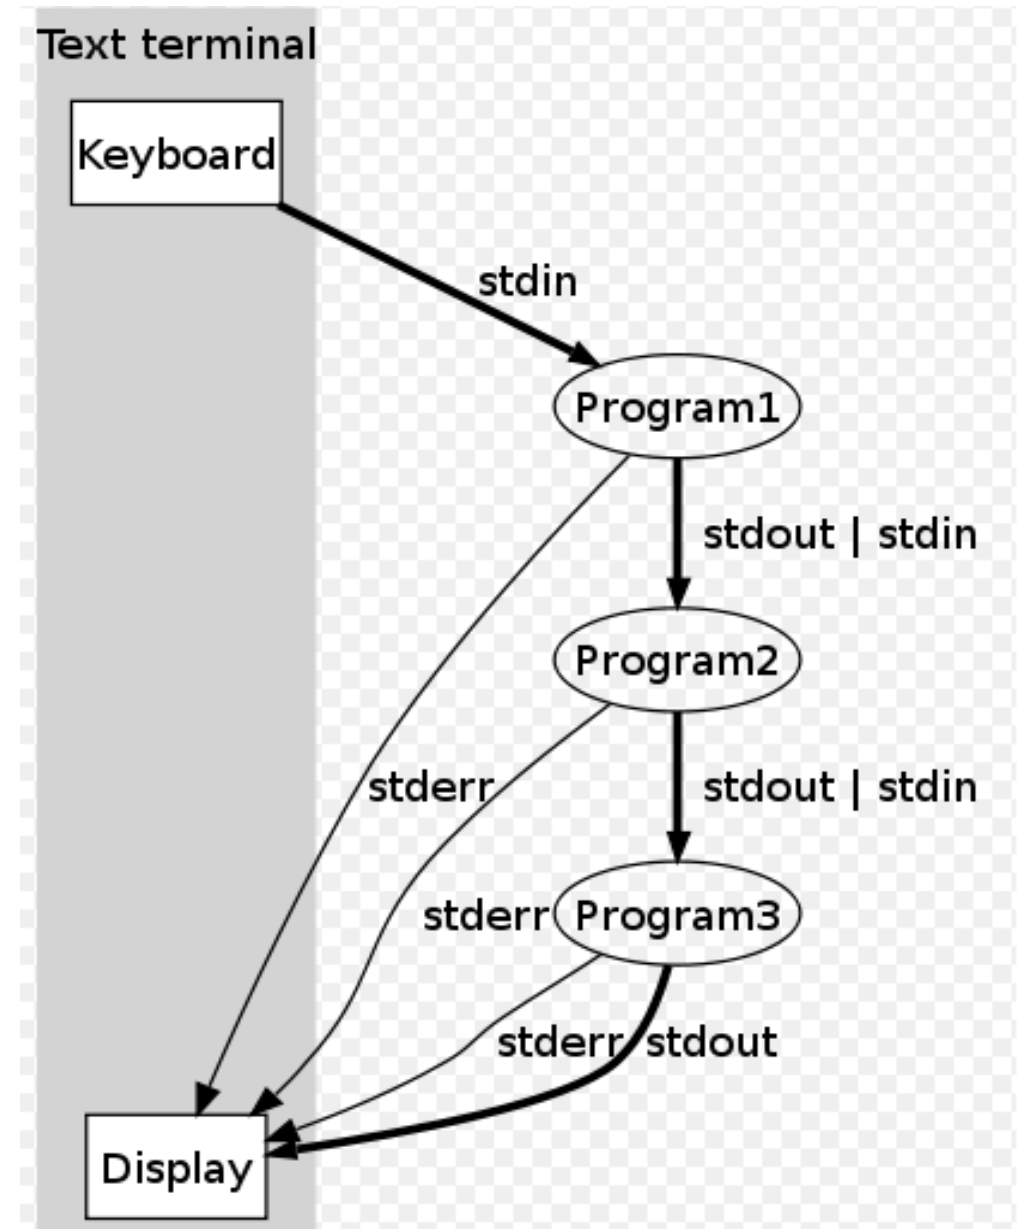 Text terminal
Keyboard
stdin
Program1
stdout | stdin
Program2
stderr
stdout | stdin
stderr
Program3
stderr
stdout
Display